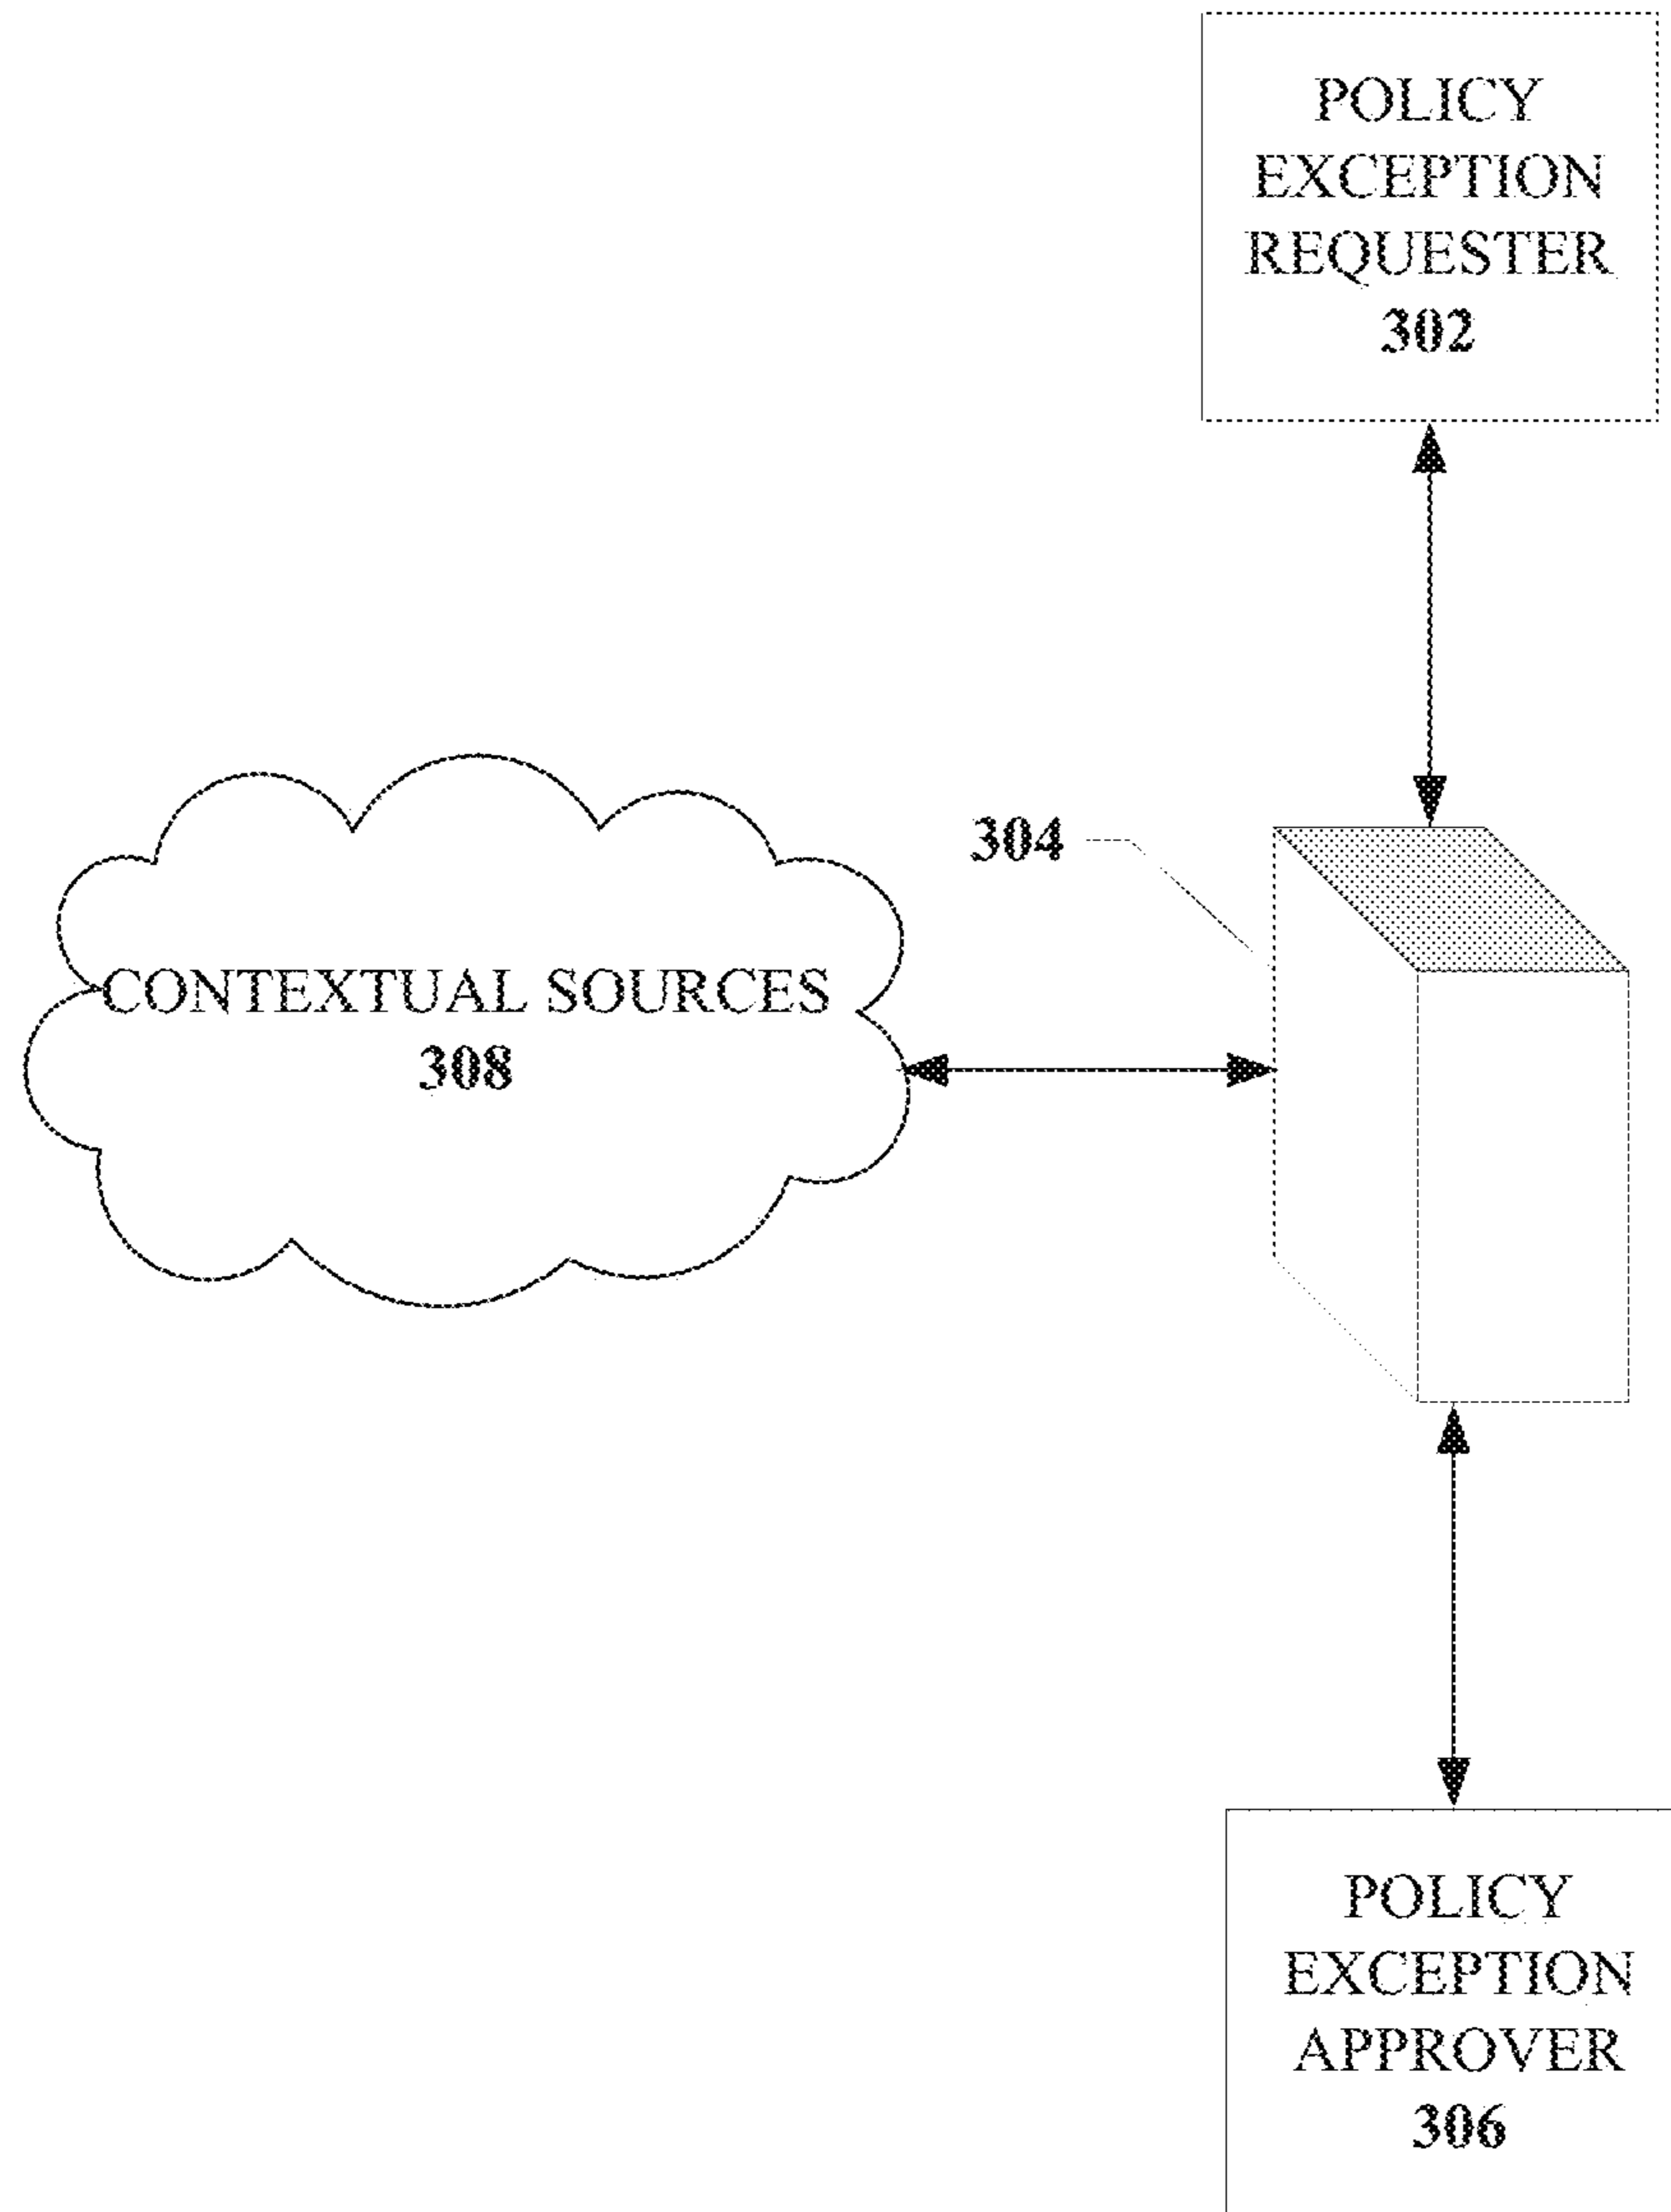 POLICY
EXCEPTION
REQUESTER
302
304
CONTEXTUAL SOURCES
308
POLICY
EXCEPTION
APPROVER
306